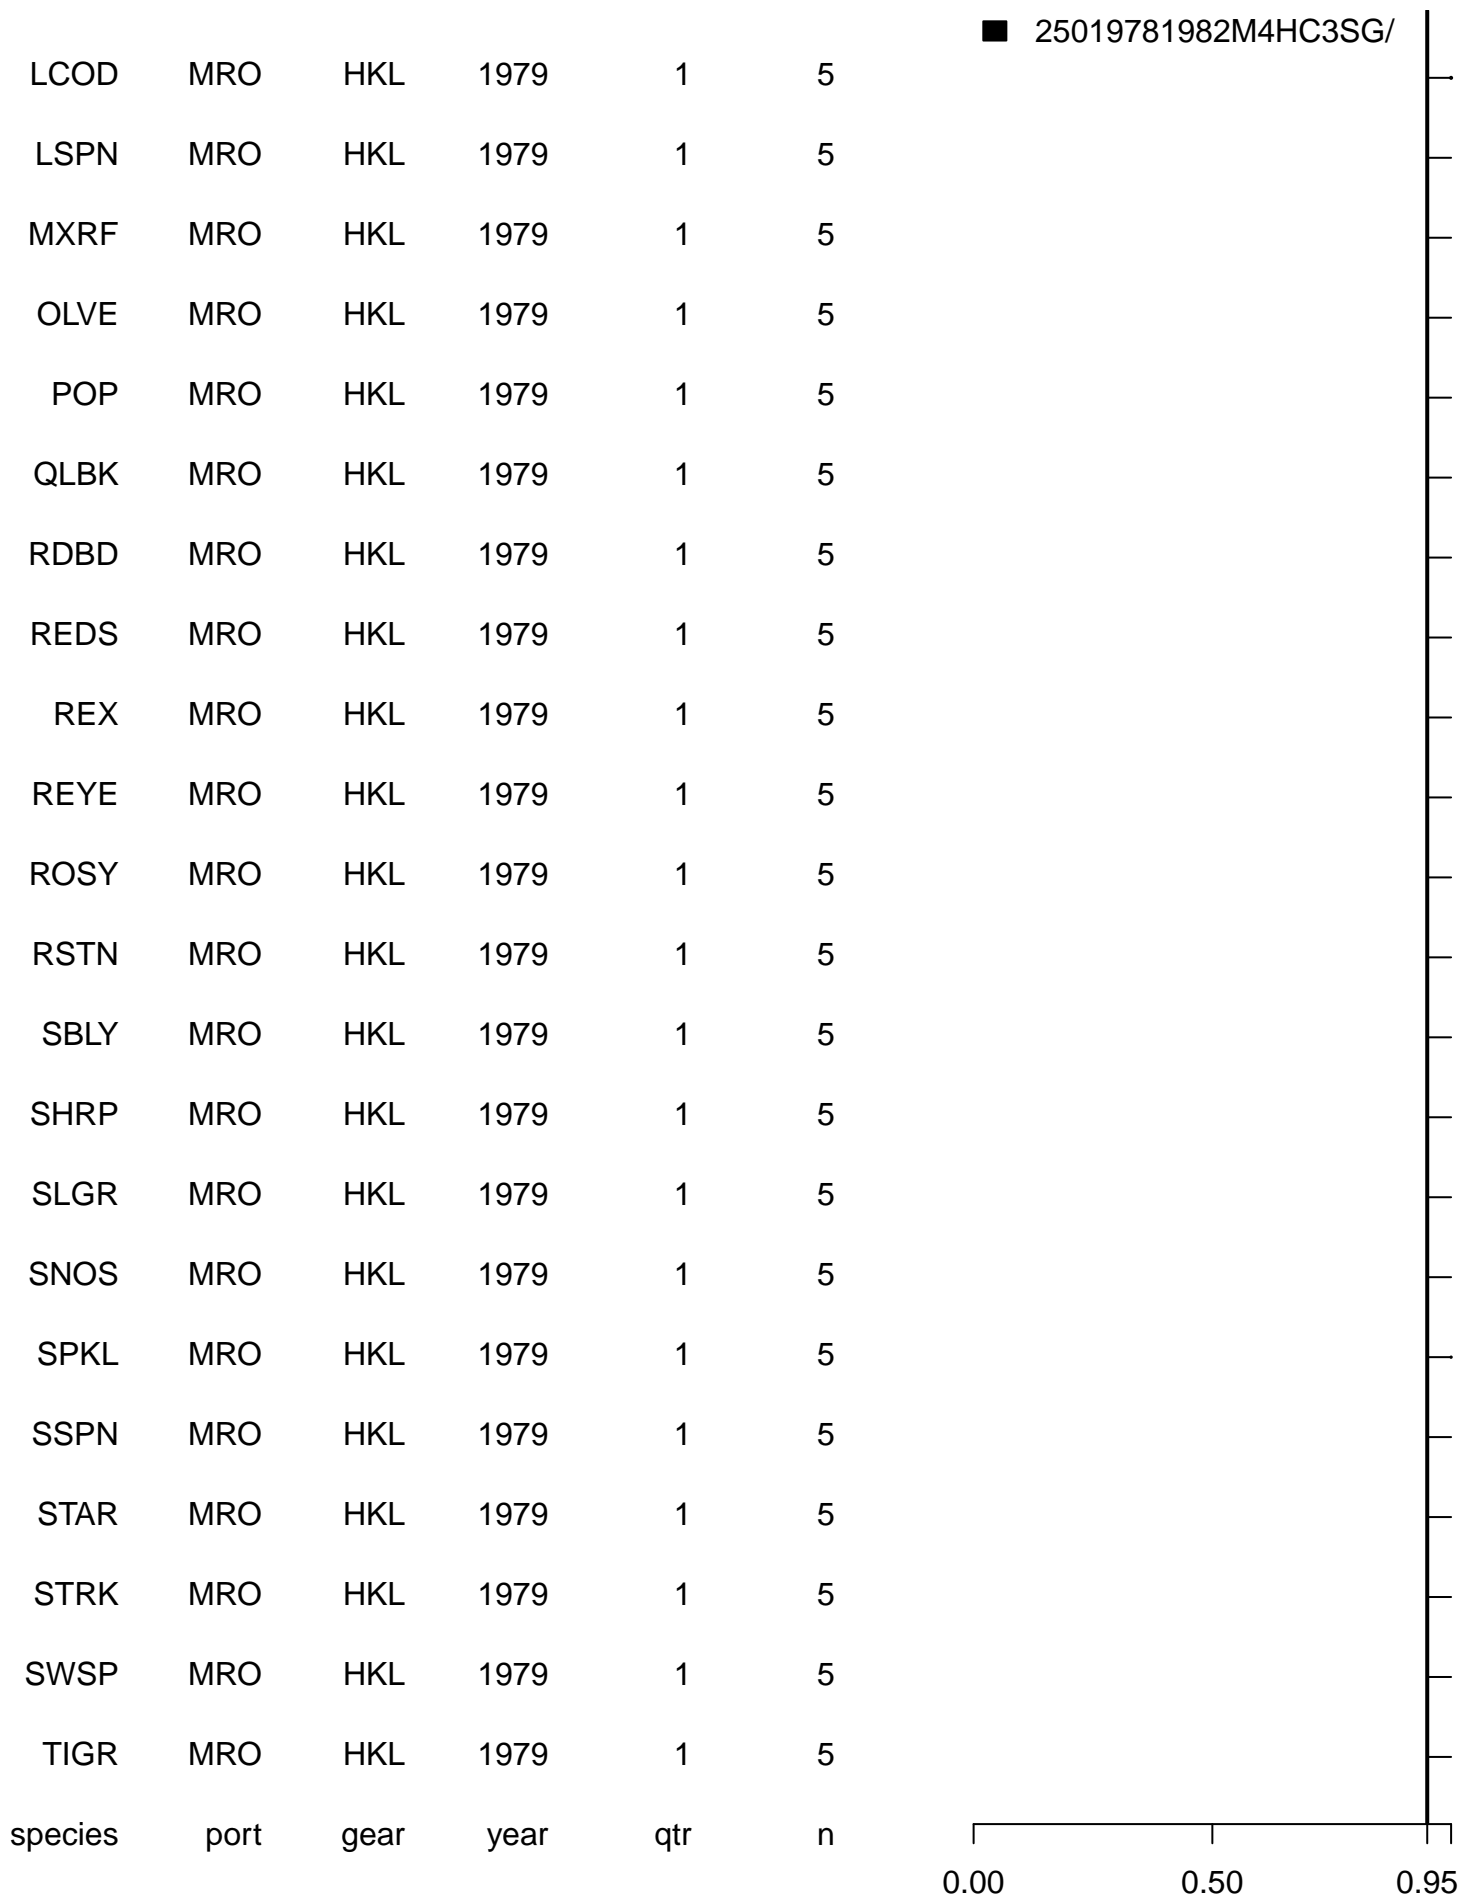 25019781982M4HC3SG/
LCOD MRO HKL 1979 1 5
LSPN MRO HKL 1979 1 5
MXRF MRO HKL 1979 1 5
OLVE MRO HKL 1979 1 5
POP MRO HKL 1979 1 5
QLBK MRO HKL 1979 1 5
RDBD MRO HKL 1979 1 5
REDS MRO HKL 1979 1 5
REX MRO HKL 1979 1 5
REYE MRO HKL 1979 1 5
ROSY MRO HKL 1979 1 5
RSTN MRO HKL 1979 1 5
SBLY MRO HKL 1979 1 5
SHRP MRO HKL 1979 1 5
SLGR MRO HKL 1979 1 5
SNOS MRO HKL 1979 1 5
SPKL MRO HKL 1979 1 5
SSPN MRO HKL 1979 1 5
STAR MRO HKL 1979 1 5
STRK MRO HKL 1979 1 5
SWSP MRO HKL 1979 1 5
TIGR MRO HKL 1979 1 5
species port gear year qtr n
0.00 0.50 0.95